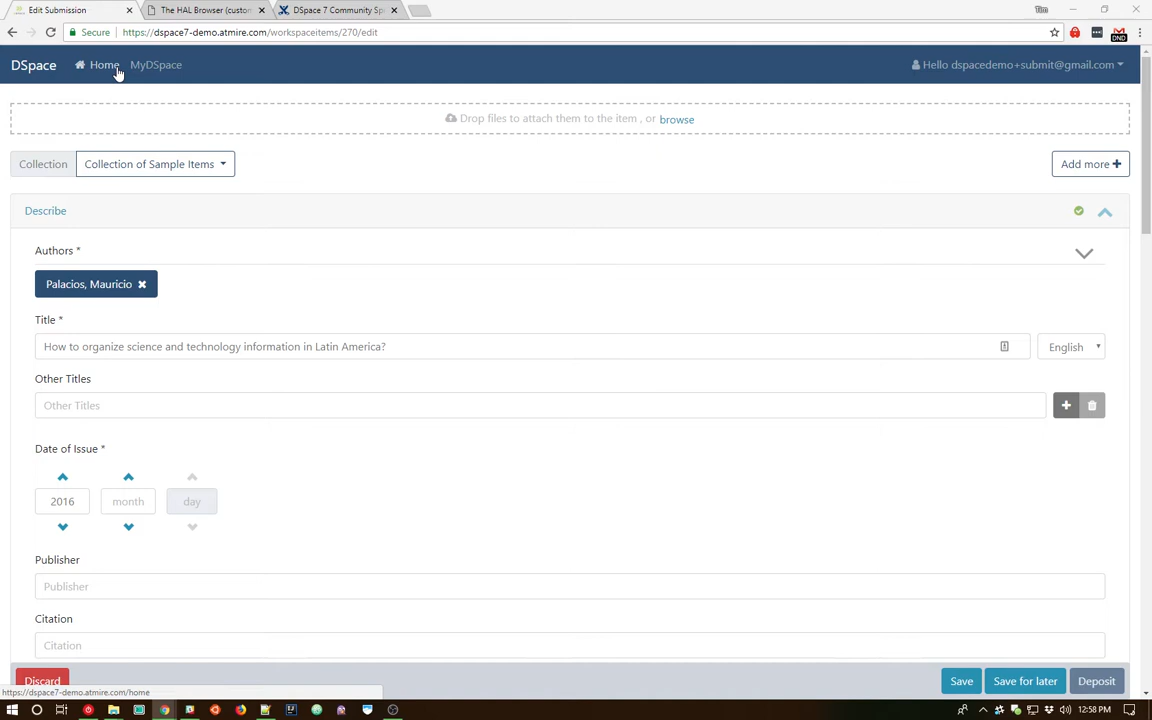 Edit Submission
The HAL Browser (custom
DSpace 7 Community Spr
Tim
Secure
https://dspace7-demo.atmire.com/workspaceitems/270/edit
DND
DSpace
Home
MyDSpace
Hello dspacedemo+submit@gmail.com
Drop files to attach them to the item , or browse
Collection
Collection of Sample Items
Add more
Describe
Authors *
Palacios, Mauricio
Title *
How to organize science and technology information in Latin America?
English
Other Titles
Other Titles
Date of Issue *
2016
month
day
Publisher
Publisher
Citation
Citation
Discard
Save
Save for later
Deposit
https://dspace7-demo.atmire.com/home
12:58 PM